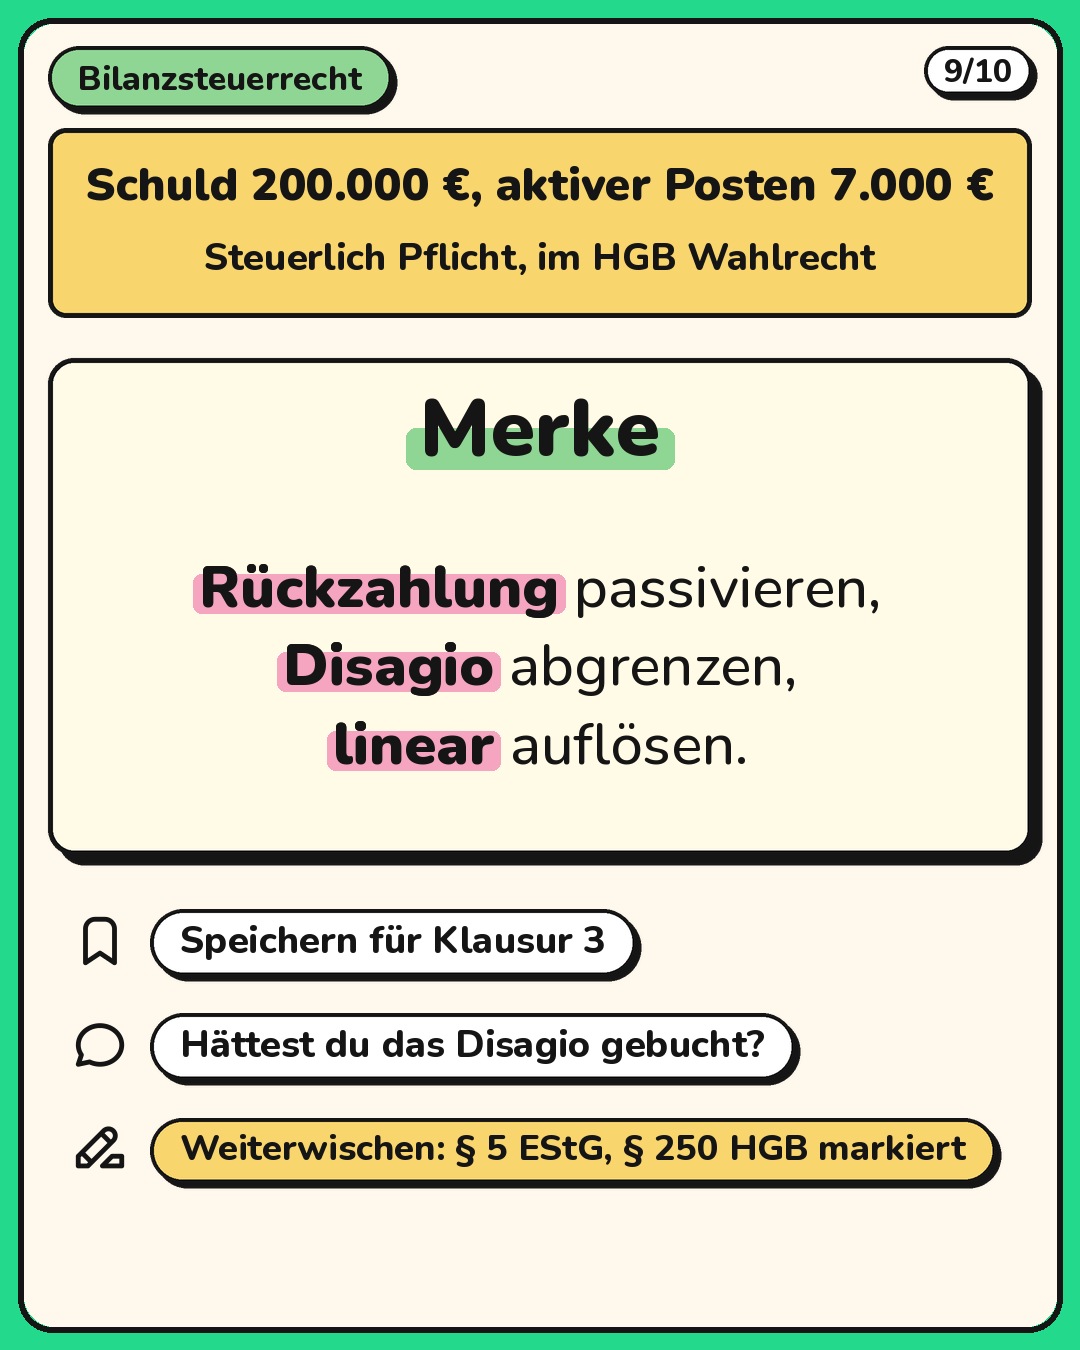 Bilanzsteuerrecht
9/10
Schuld 200.000 €, aktiver Posten 7.000 €
Steuerlich Pflicht, im HGB Wahlrecht
Merke
Rückzahlung passivieren,
Disagio abgrenzen,
linear auflösen.
Speichern für Klausur 3
Hättest du das Disagio gebucht?
Weiterwischen: § 5 EStG, § 250 HGB markiert